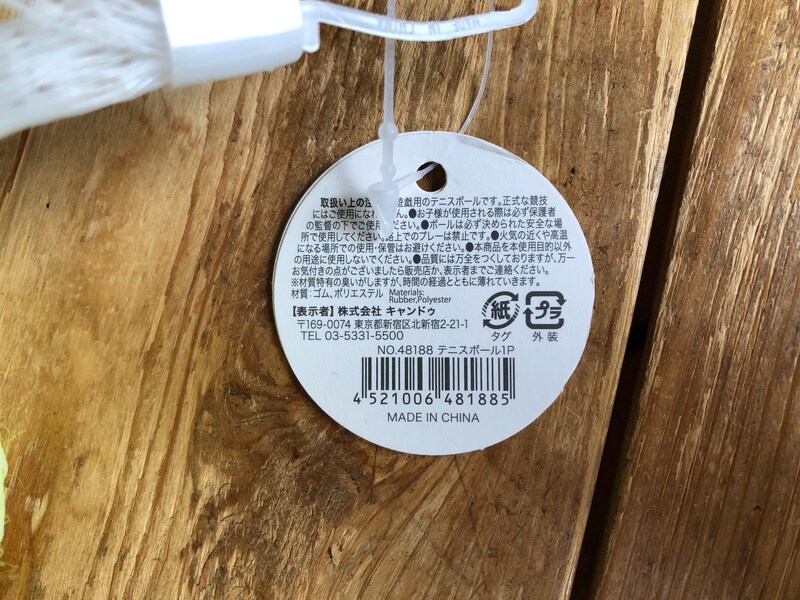 MADE IN CHINA
取扱い上の注 遊戯用のテニスボールです。正式な競技
にはご使用になれ ん。●お子様が使用される際は必ず保護者
の監督の下でご使用 ださい。●ボールは必ず決められた安全な場
所で使用してください。路上でのプレーは禁止です。●火気の近くや高温
になる場所での使用・保管はお避けください。●本商品を本使用目的以外
の用途に使用しないでください。●品質には万全をつくしておりますが、万一
お気付きの点がございましたら販売店か、表示者までご連絡ください。
※材質特有の臭いがしますが、時間の経過とともに薄れていきます。
材質:ゴム、ポリエステル Materials:
Rubber,Polyester
【表示者】株式会社 キャンドゥ
〒169-0074 東京都新宿区北新宿2-21-1
TEL 03-5331-5500
紙 プラ
タグ 外装
NO.48188 テニスボール1P
4 521006 481885
MADE IN CHINA